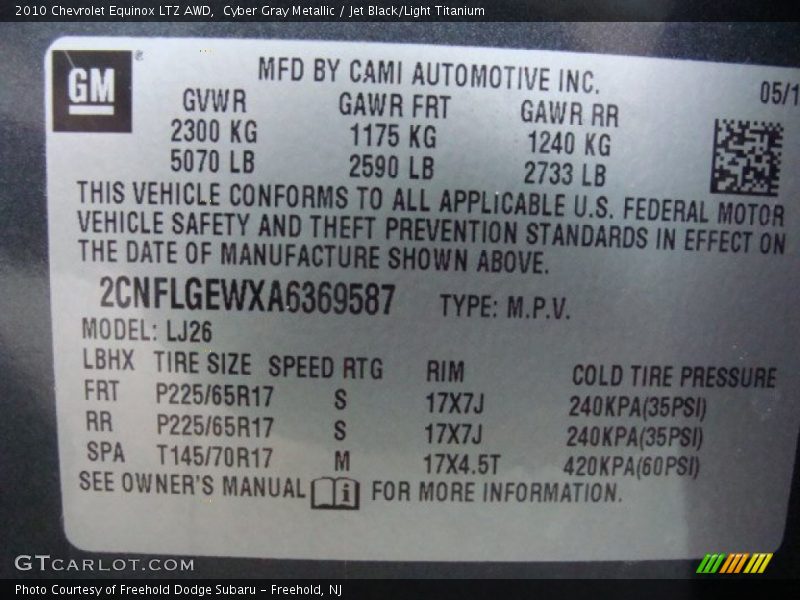 2010 Chevrolet Equinox LTZ AWD,  Cyber Gray Metallic / Jet Black/Light Titanium
GM ®
MFD BY CAMI AUTOMOTIVE INC.
05/1
GVWR GAWR FRT GAWR RR
2300 KG 1175 KG 1240 KG
5070 LB 2590 LB 2733 LB
THIS VEHICLE CONFORMS TO ALL APPLICABLE U.S. FEDERAL MOTOR
VEHICLE SAFETY AND THEFT PREVENTION STANDARDS IN EFFECT ON
THE DATE OF MANUFACTURE SHOWN ABOVE.
2CNFLGEWXA6369587 TYPE: M.P.V.
MODEL: LJ26
LBHX TIRE SIZE SPEED RTG RIM COLD TIRE PRESSURE
FRT P225/65R17 S 17X7J 240KPA(35PSI)
RR P225/65R17 S 17X7J 240KPA(35PSI)
SPA T145/70R17 M 17X4.5T 420KPA(60PSI)
SEE OWNER'S MANUAL i FOR MORE INFORMATION.
GTCARLOT.COM
Photo Courtesy of Freehold Dodge Subaru – Freehold, NJ